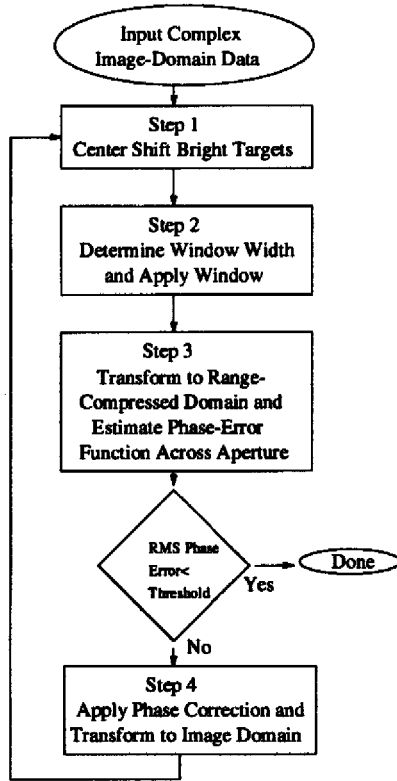 Input Complex
Image-Domain Data
Step 1
Center Shift Bright Targets
Step 2
Determine Window Width
and Apply Window
Step 3
Transform to Range-
Compressed Domain and
Estimate Phase-Error
Function Across Aperture
RMS Phase
Error<
Threshold
Yes
Done
No
Step 4
Apply Phase Correction and
Transform to Image Domain